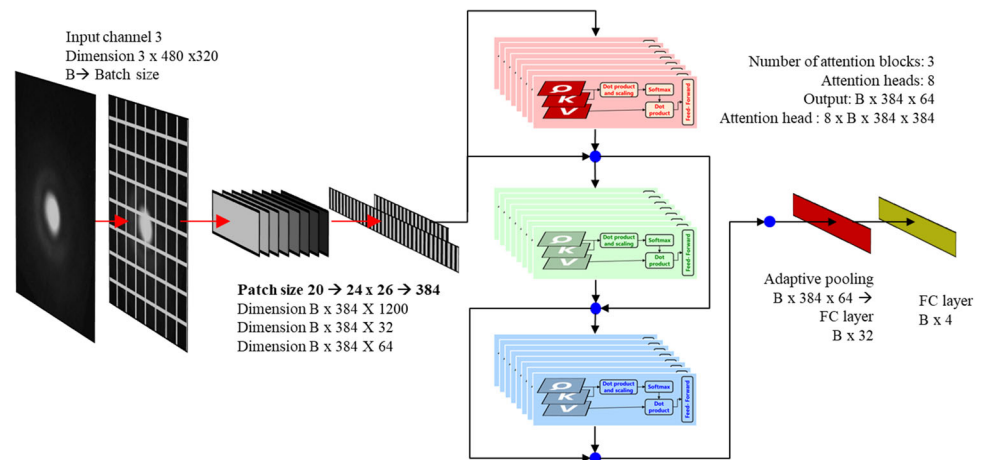 Input channel 3
Dimension 3 x 480 x320
B→ Batch size
Patch size 20 → 24 x 26 → 384
Dimension B x 384 X 1200
Dimension B x 384 X 32
Dimension B x 384 X 64
Q
K
V
Dot product
and scaling
Softmax
Dot
product
Feed- Forward
Q
K
V
Dot product
and scaling
Softmax
Dot
product
Feed- Forward
Q
K
V
Dot product
and scaling
Softmax
Dot
product
Feed- Forward
Number of attention blocks: 3
Attention heads: 8
Output: B x 384 x 64
Attention head : 8 x B x 384 x 384
Adaptive pooling
B x 384 x 64 →
FC layer
B x 32
FC layer
B x 4